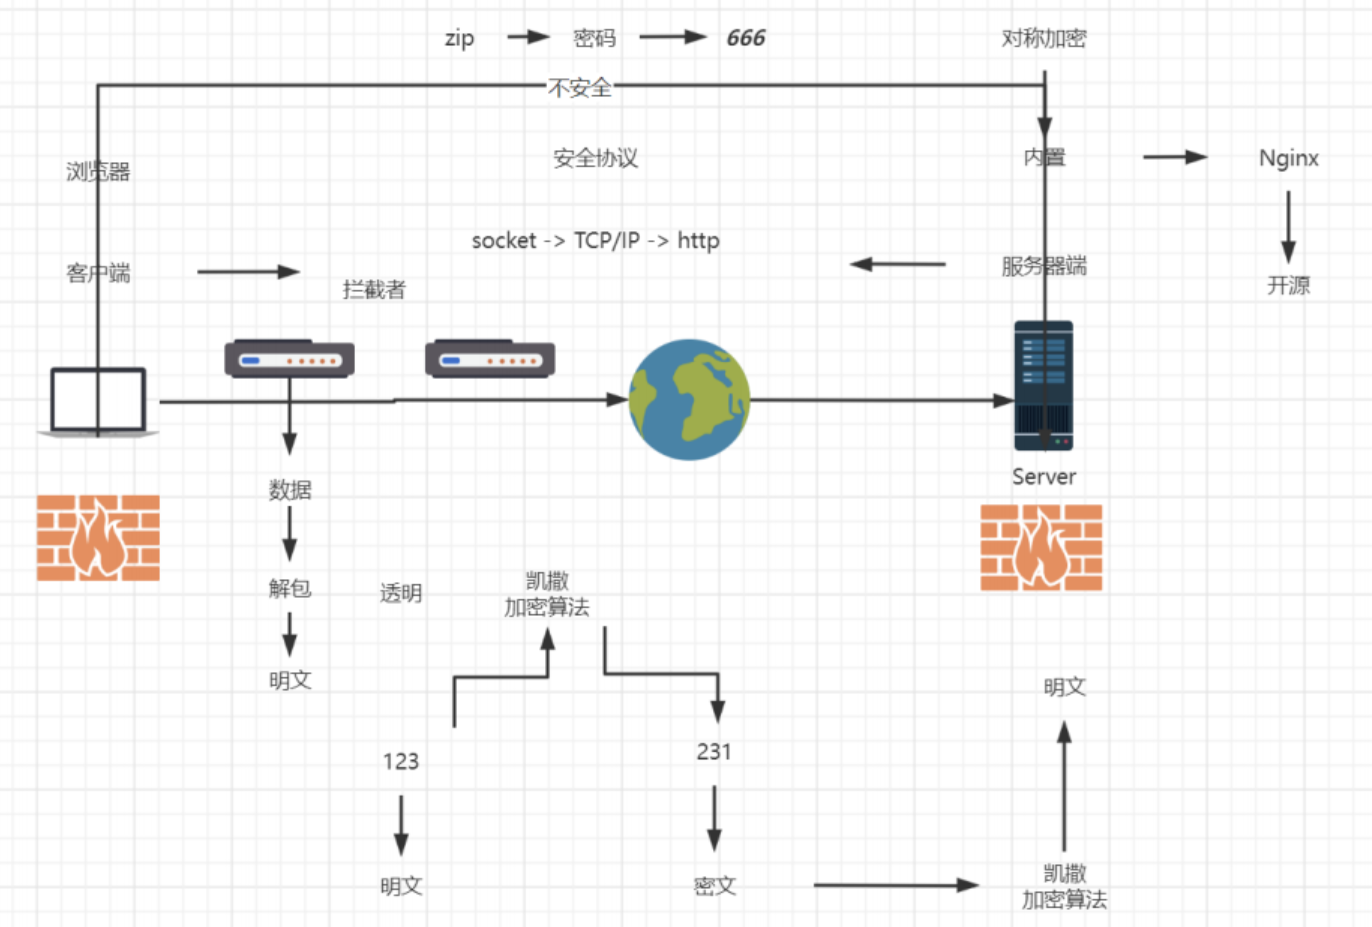 zip
密码
666
对称加密
不安全
浏览器
安全协议
内置
Nginx
socket -> TCP/IP -> http
客户端
拦截者
服务器端
开源
Server
数据
解包
透明
凯撒
加密算法
明文
明文
123
231
明文
密文
凯撒
加密算法